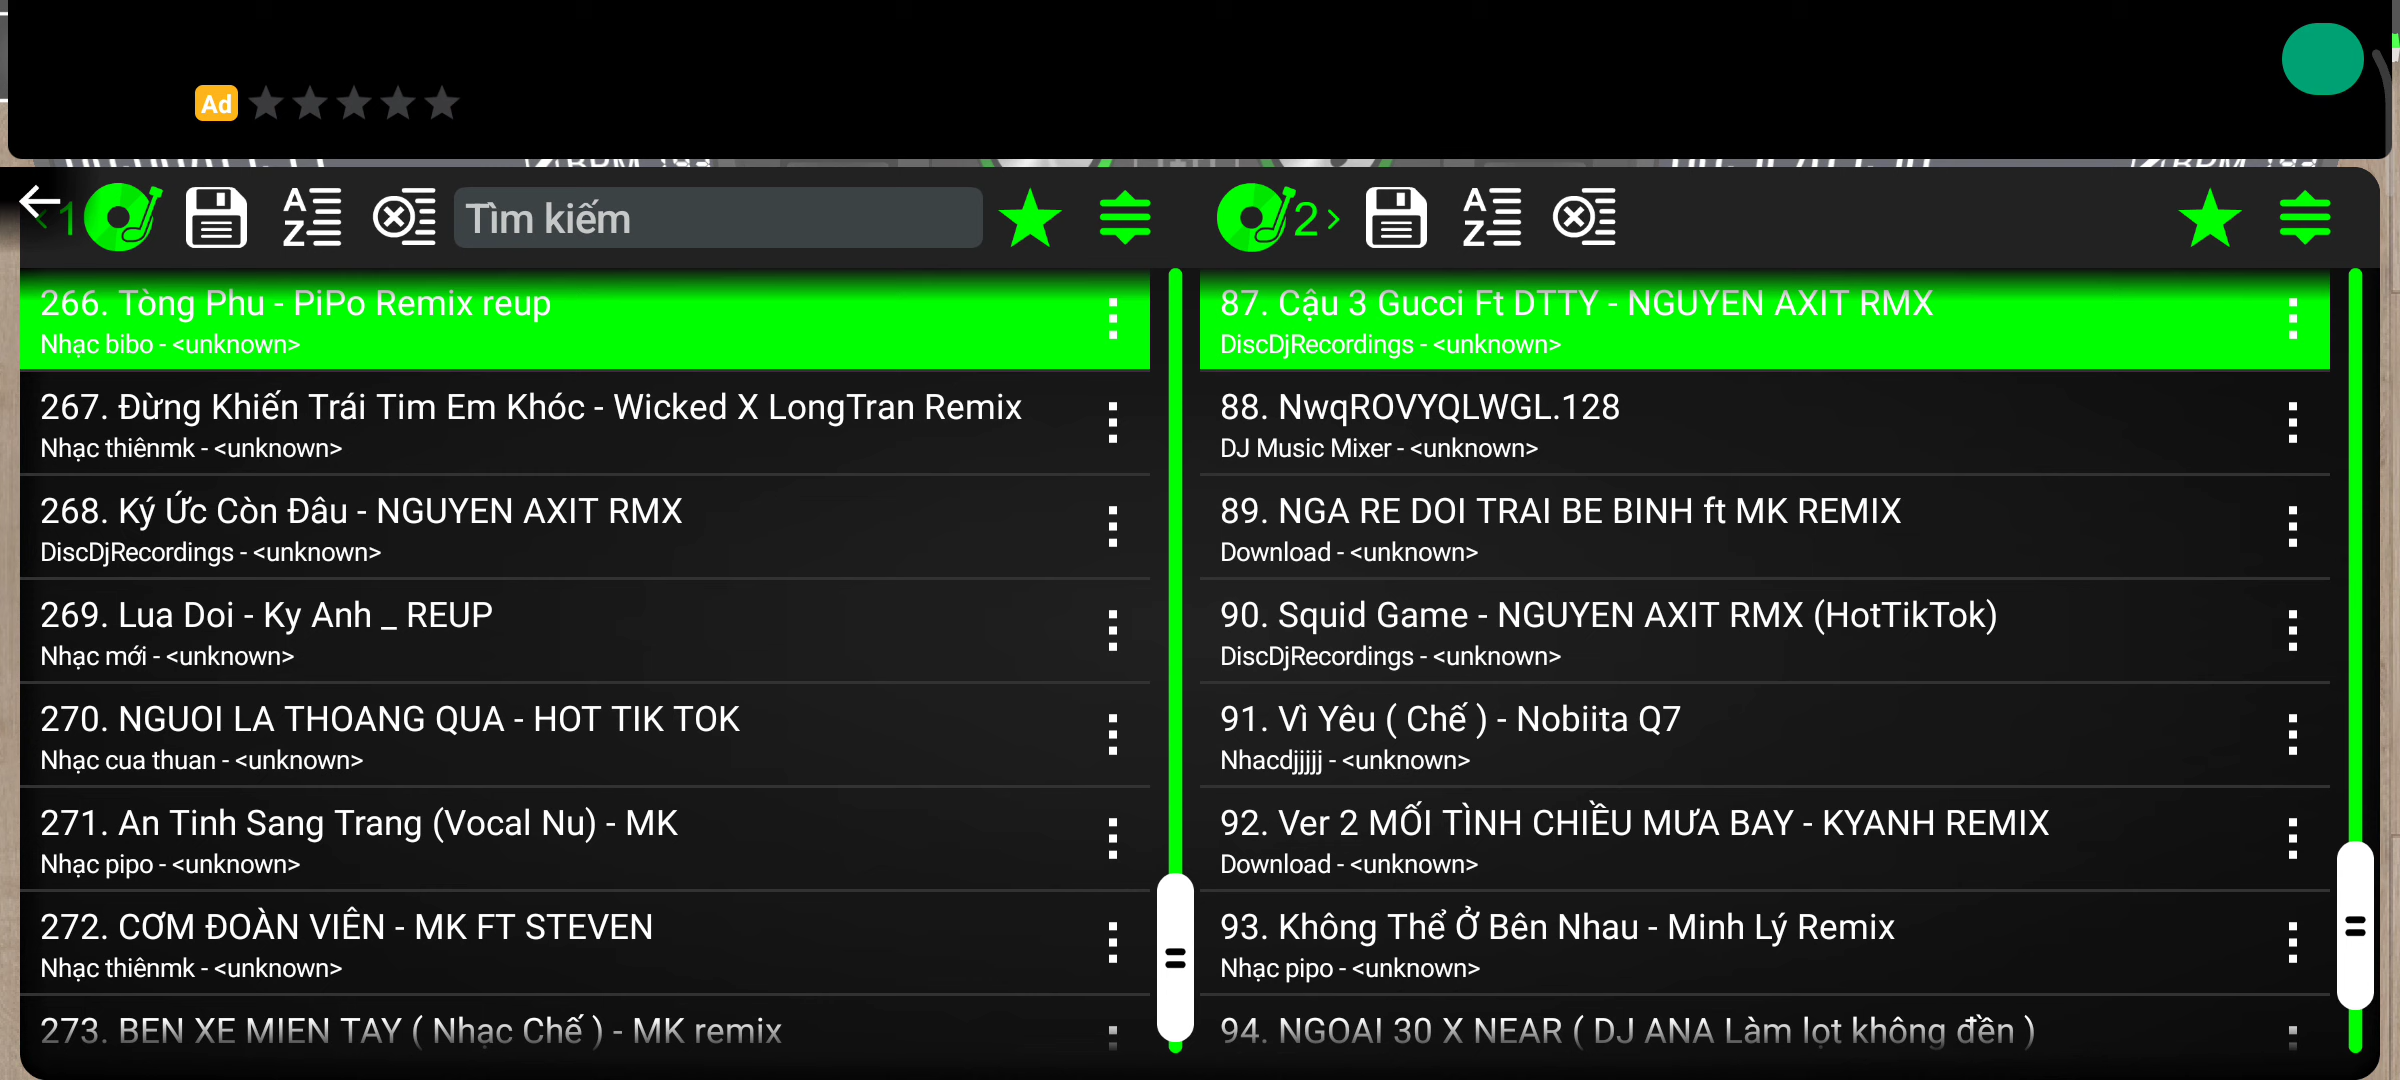 Ad
1
Tìm kiếm
2
266. Tòng Phu - PiPo Remix reup
Nhạc bibo - <unknown>
267. Đừng Khiến Trái Tim Em Khóc - Wicked X LongTran Remix
Nhạc thiênmk - <unknown>
268. Ký Ức Còn Đâu - NGUYEN AXIT RMX
DiscDjRecordings - <unknown>
269. Lua Doi - Ky Anh _ REUP
Nhạc mới - <unknown>
270. NGUOI LA THOANG QUA - HOT TIK TOK
Nhạc cua thuan - <unknown>
271. An Tinh Sang Trang (Vocal Nu) - MK
Nhạc pipo - <unknown>
272. CƠM ĐOÀN VIÊN - MK FT STEVEN
Nhạc thiênmk - <unknown>
273. BEN XE MIEN TAY ( Nhạc Chế ) - MK remix
87. Cậu 3 Gucci Ft DTTY - NGUYEN AXIT RMX
DiscDjRecordings - <unknown>
88. NwqROVYQLWGL.128
DJ Music Mixer - <unknown>
89. NGA RE DOI TRAI BE BINH ft MK REMIX
Download - <unknown>
90. Squid Game - NGUYEN AXIT RMX (HotTikTok)
DiscDjRecordings - <unknown>
91. Vì Yêu ( Chế ) - Nobiita Q7
Nhacdjjjjj - <unknown>
92. Ver 2 MỐI TÌNH CHIỀU MƯA BAY - KYANH REMIX
Download - <unknown>
93. Không Thể Ở Bên Nhau - Minh Lý Remix
Nhạc pipo - <unknown>
94. NGOAI 30 X NEAR ( DJ ANA Làm lọt không đền )